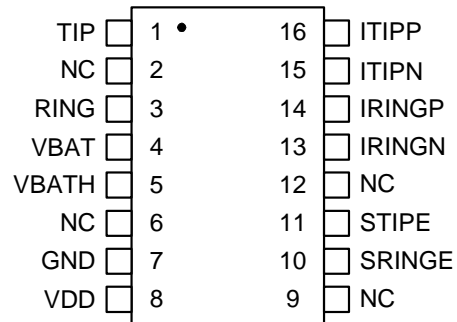 TIP 1 16 ITIPP
NC 2 15 ITIPN
RING 3 14 IRINGP
VBAT 4 13 IRINGN
VBATH 5 12 NC
NC 6 11 STIPE
GND 7 10 SRINGE
VDD 8 9 NC